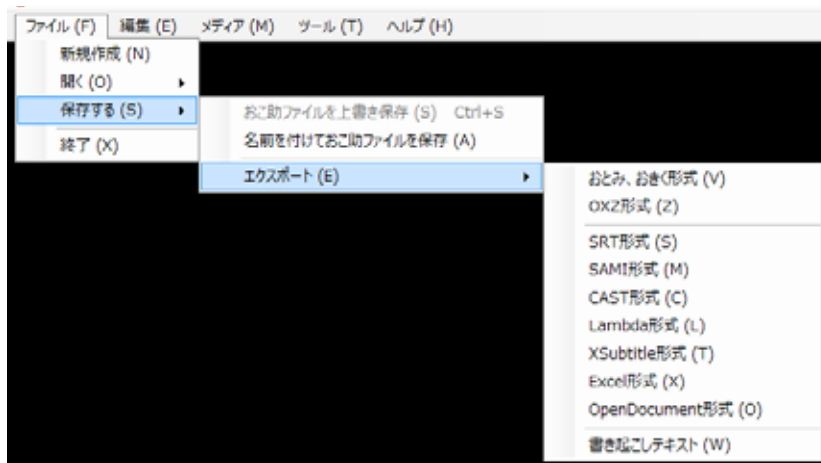 ファイル (F) 編集 (E) メディア (M) ツール (T) ヘルプ (H)
新規作成 (N)
開く (O)
保存する (S)
終了 (X)
おこ助ファイルを上書き保存 (S) Ctrl+S
名前を付けておこ助ファイルを保存 (A)
エクスポート (E)
おとみ、おきく形式 (V)
OXZ形式 (Z)
SRT形式 (S)
SAMI形式 (M)
CAST形式 (C)
Lambda形式 (L)
XSubtitle形式 (T)
Excel形式 (X)
OpenDocument形式 (O)
書き起こしテキスト (W)